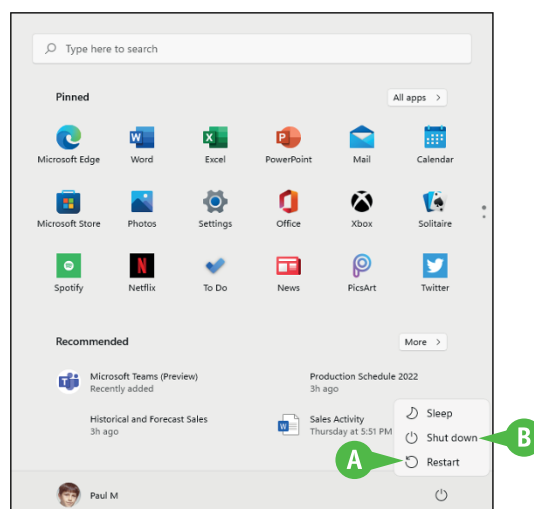 Type here to search
Pinned
All apps >
Microsoft Edge Word Excel PowerPoint Mail Calendar
Microsoft Store Photos Settings Office Xbox Solitaire
Spotify Netflix To Do News PicsArt Twitter
Recommended
More >
Microsoft Teams (Preview)
Recently added
Production Schedule 2022
3h ago
Historical and Forecast Sales
3h ago
Sales Activity
Thursday at 5:51 PM
Sleep
Shut down
B
A
Restart
Paul M